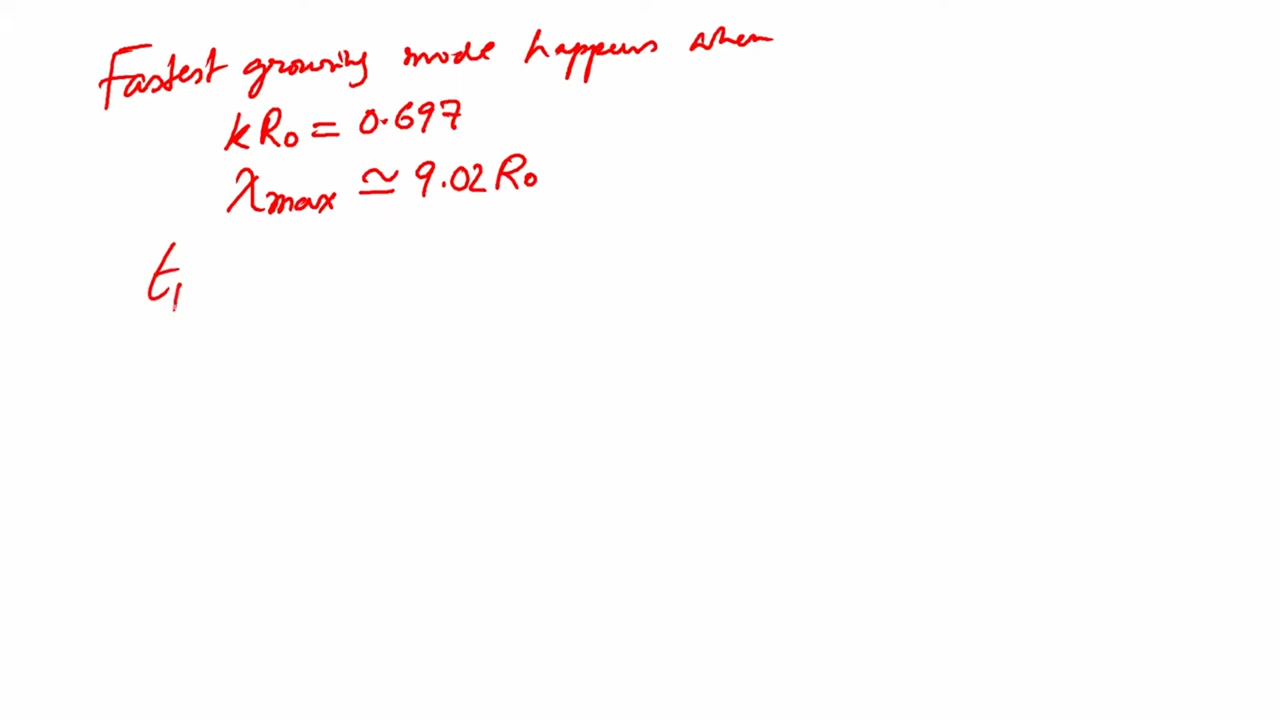 Fastest growing mode happens when
kR₀ = 0.697
λmax ≃ 9.02 R₀
t₁